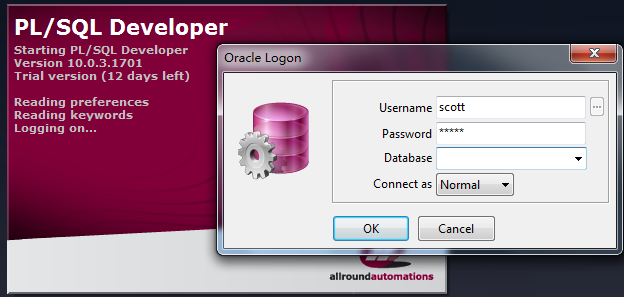 PL/SQL Developer
Starting PL/SQL Developer
Version 10.0.3.1701
Trial version (12 days left)
Reading preferences
Reading keywords
Logging on...
Oracle Logon
Username scott ...
Password *****
Database
Connect as Normal
OK Cancel
allroundautomations